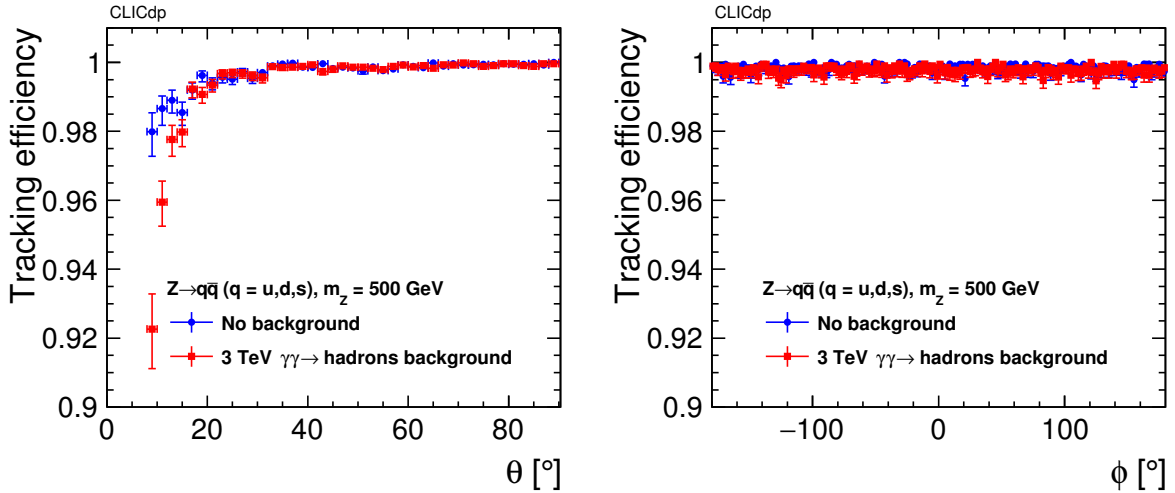 CLICdp
Tracking efficiency
1
0.98
0.96
0.94
0.92
0.9
Z→qq̅ (q = u,d,s), m_Z = 500 GeV
No background
3 TeV γγ→ hadrons background
0 20 40 60 80
θ [°]
CLICdp
Tracking efficiency
1
0.98
0.96
0.94
0.92
0.9
Z→qq̅ (q = u,d,s), m_Z = 500 GeV
No background
3 TeV γγ→ hadrons background
−100 0 100
ϕ [°]